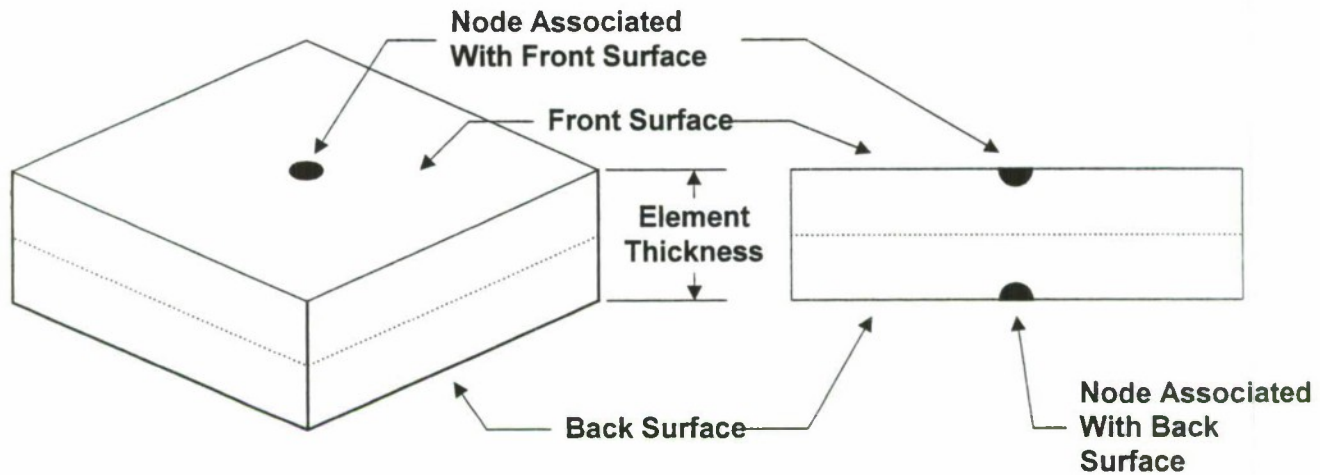 Node Associated
With Front Surface
Front Surface
Element
Thickness
Back Surface
Node Associated
With Back
Surface